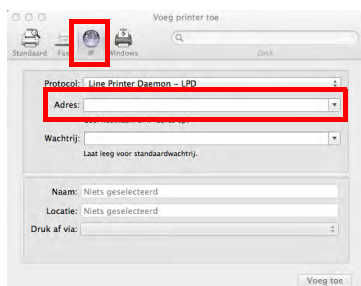 Voeg printer toe
Standaard Fax IP Windows Zoek
Protocol: Line Printer Daemon – LPD
Adres:
Wachtrij:
Laat leeg voor standaardwachtrij.
Naam: Niets geselecteerd
Locatie: Niets geselecteerd
Druk af via:
Voeg toe